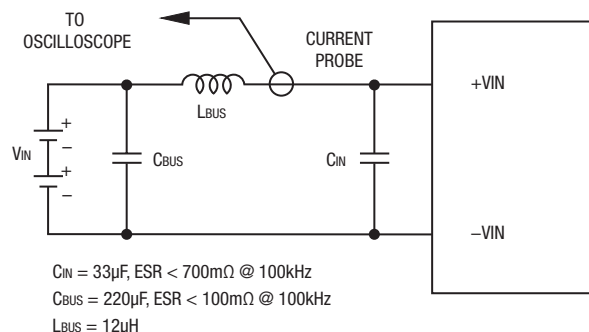 TO
OSCILLOSCOPE
CURRENT
PROBE
LBUS
+VIN
VIN
+
−
+
−
CBUS
CIN
−VIN
CIN = 33µF, ESR < 700mΩ @ 100kHz
CBUS = 220µF, ESR < 100mΩ @ 100kHz
LBUS = 12µH